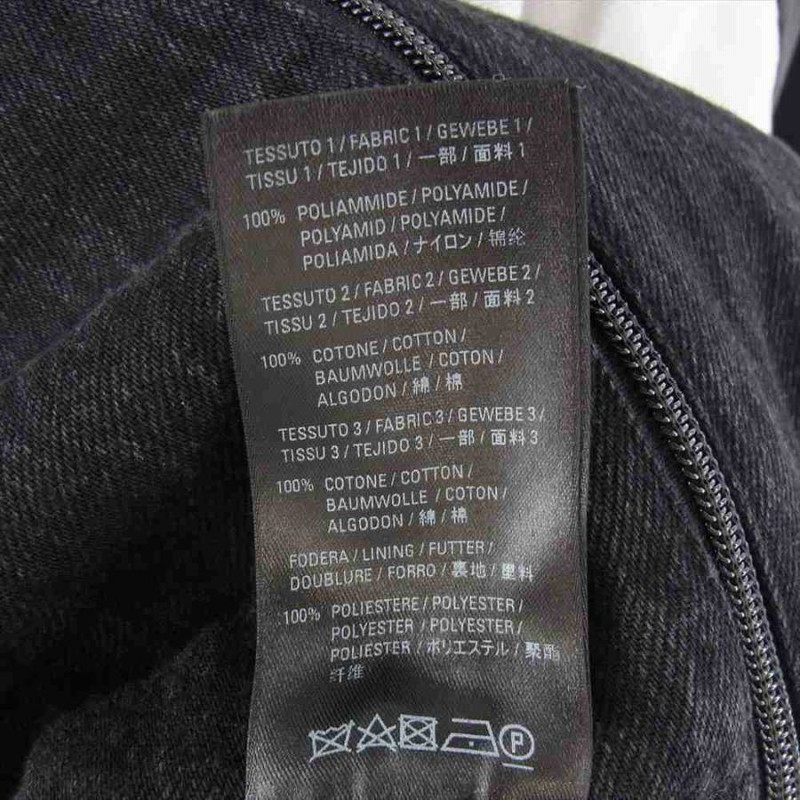 TESSUTO 1 / FABRIC 1 / GEWEBE 1 /
TISSU 1 / TEJIDO 1 / 一部 / 面料 1
100% POLIAMMIDE / POLYAMIDE /
POLYAMID / POLYAMIDE /
POLIAMIDA / ナイロン / 锦纶
TESSUTO 2 / FABRIC 2 / GEWEBE 2 /
TISSU 2 / TEJIDO 2 / 一部 / 面料 2
100% COTONE / COTTON /
BAUMWOLLE / COTON /
ALGODON / 綿 / 棉
TESSUTO 3 / FABRIC 3 / GEWEBE 3 /
TISSU 3 / TEJIDO 3 / 一部 / 面料 3
100% COTONE / COTTON /
BAUMWOLLE / COTON /
ALGODON / 綿 / 棉
FODERA / LINING / FUTTER /
DOUBLURE / FORRO / 裏地 / 里料
100% POLIESTERE / POLYESTER /
POLYESTER / POLYESTER /
POLIESTER / ポリエステル / 聚酯
纤维
P